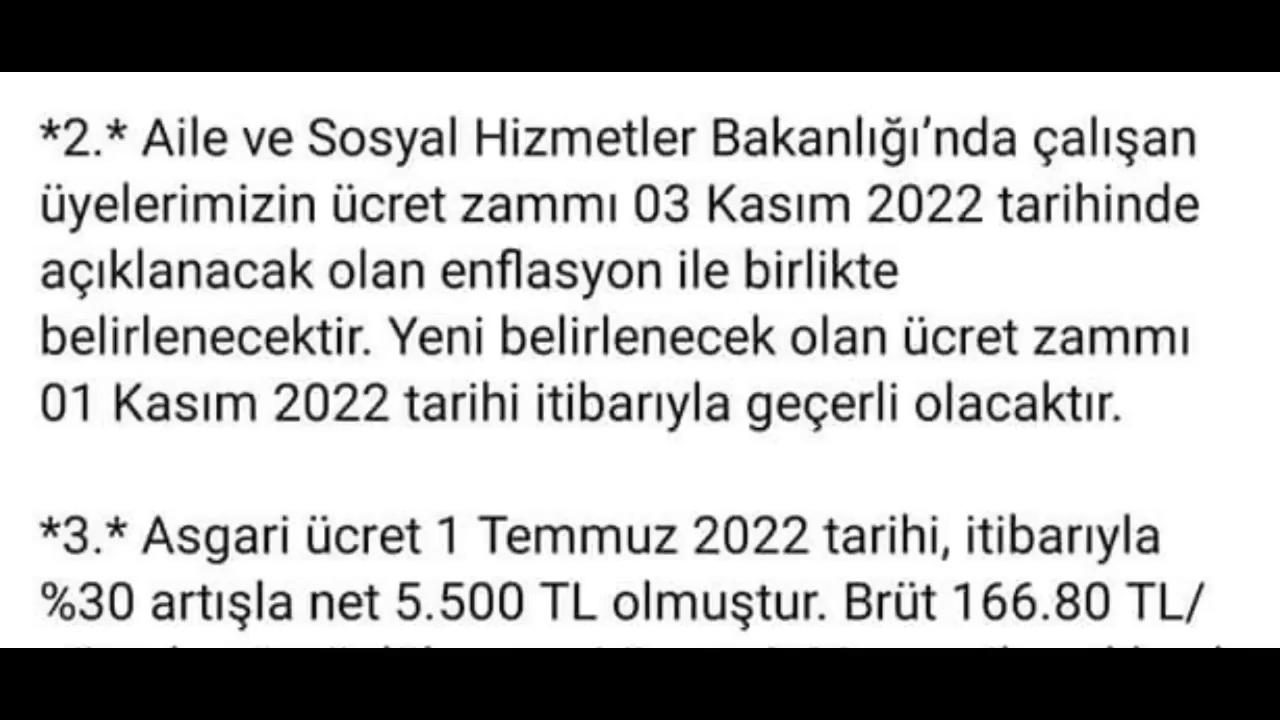 *2.* Aile ve Sosyal Hizmetler Bakanlığı’nda çalışan
üyelerimizin ücret zammı 03 Kasım 2022 tarihinde
açıklanacak olan enflasyon ile birlikte
belirlenecektir. Yeni belirlenecek olan ücret zammı
01 Kasım 2022 tarihi itibarıyla geçerli olacaktır.
*3.* Asgari ücret 1 Temmuz 2022 tarihi, itibarıyla
%30 artışla net 5.500 TL olmuştur. Brüt 166.80 TL/